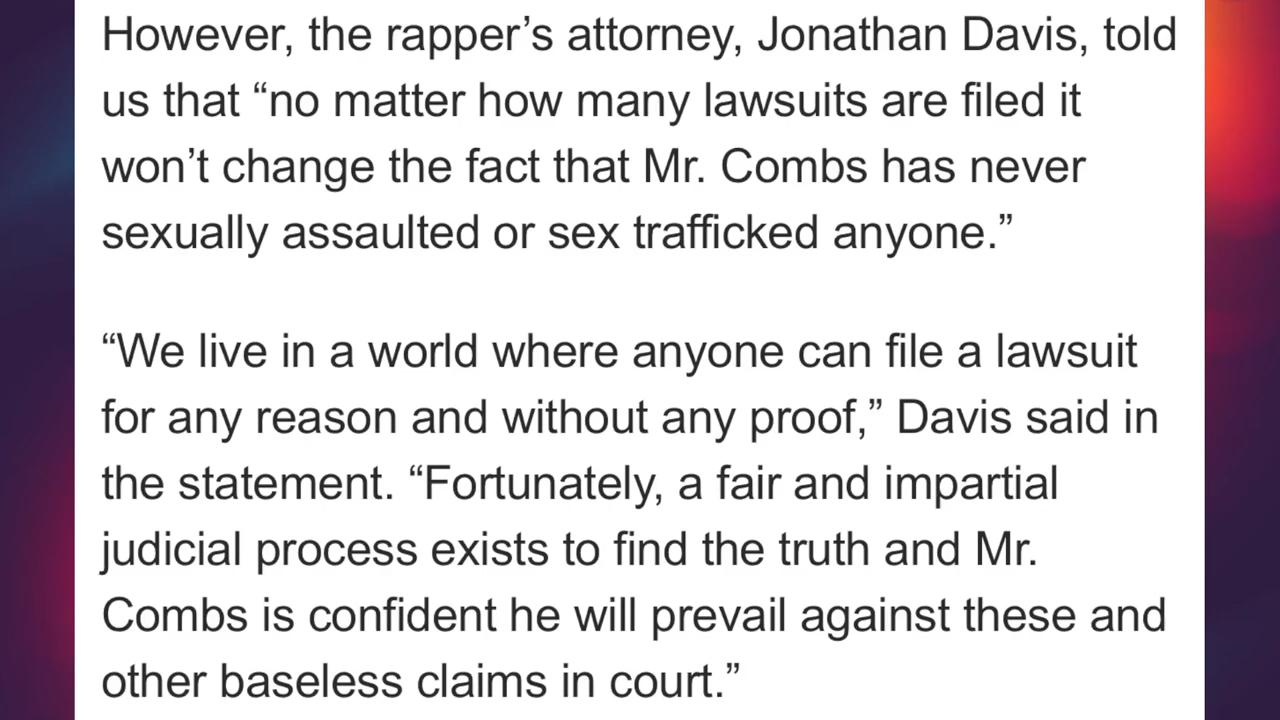 However, the rapper’s attorney, Jonathan Davis, told
us that “no matter how many lawsuits are filed it
won’t change the fact that Mr. Combs has never
sexually assaulted or sex trafficked anyone.”
“We live in a world where anyone can file a lawsuit
for any reason and without any proof,” Davis said in
the statement. “Fortunately, a fair and impartial
judicial process exists to find the truth and Mr.
Combs is confident he will prevail against these and
other baseless claims in court.”